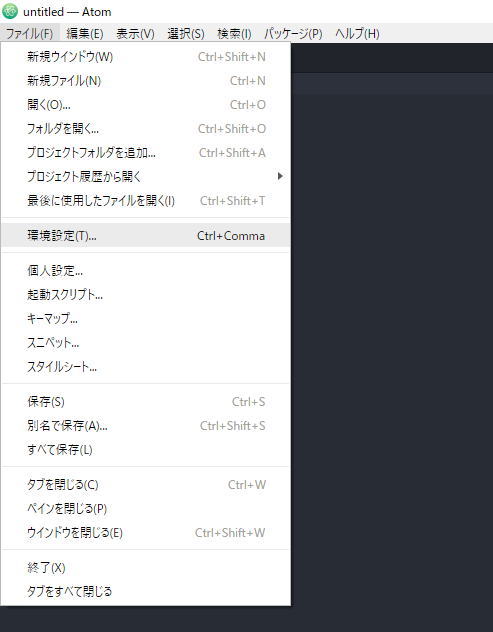 untitled — Atom
ファイル(F) 編集(E) 表示(V) 選択(S) 検索(I) パッケージ(P) ヘルプ(H)
新規ウインドウ(W) Ctrl+Shift+N
新規ファイル(N) Ctrl+N
開く(O)... Ctrl+O
フォルダを開く... Ctrl+Shift+O
プロジェクトフォルダを追加... Ctrl+Shift+A
プロジェクト履歴から開く
最後に使用したファイルを開く(I) Ctrl+Shift+T
環境設定(T)... Ctrl+Comma
個人設定...
起動スクリプト...
キーマップ...
スニペット...
スタイルシート...
保存(S) Ctrl+S
別名で保存(A)... Ctrl+Shift+S
すべて保存(L)
タブを閉じる(C) Ctrl+W
ペインを閉じる(P)
ウインドウを閉じる(E) Ctrl+Shift+W
終了(X)
タブをすべて閉じる